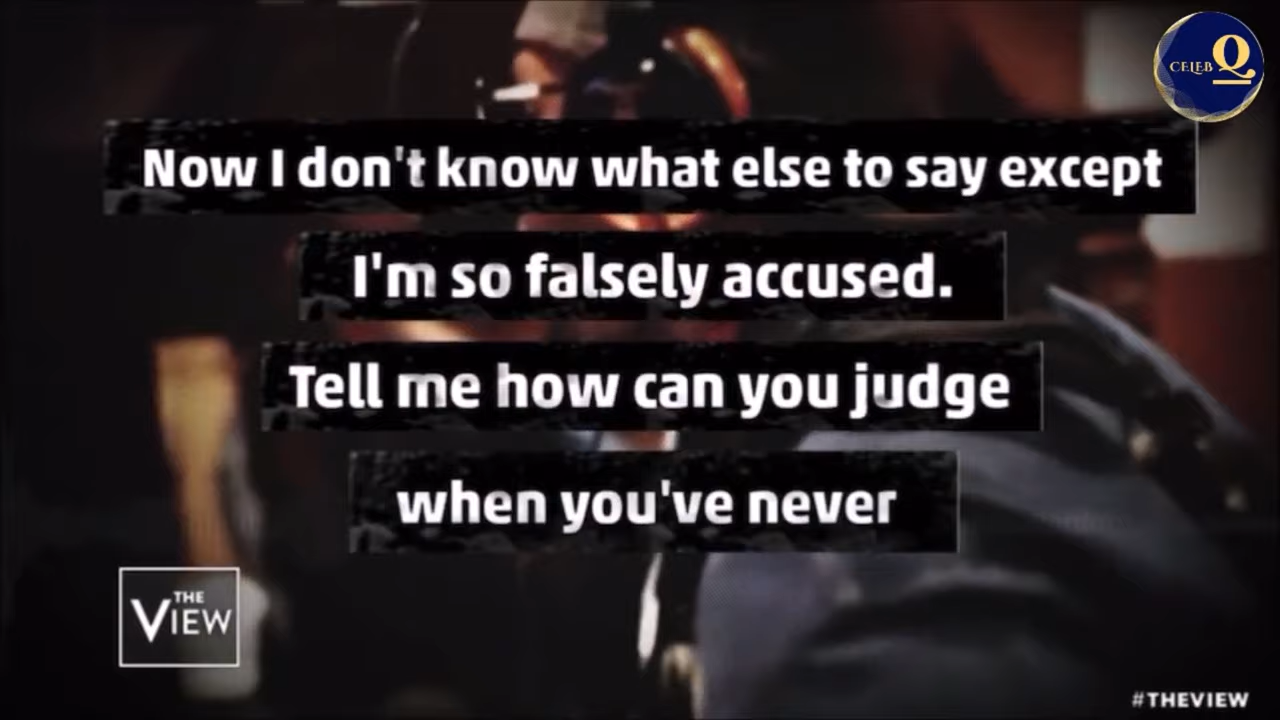 CELEB Q
Now I don't know what else to say except
I'm so falsely accused.
Tell me how can you judge
when you've never
THE
VIEW
#THEVIEW